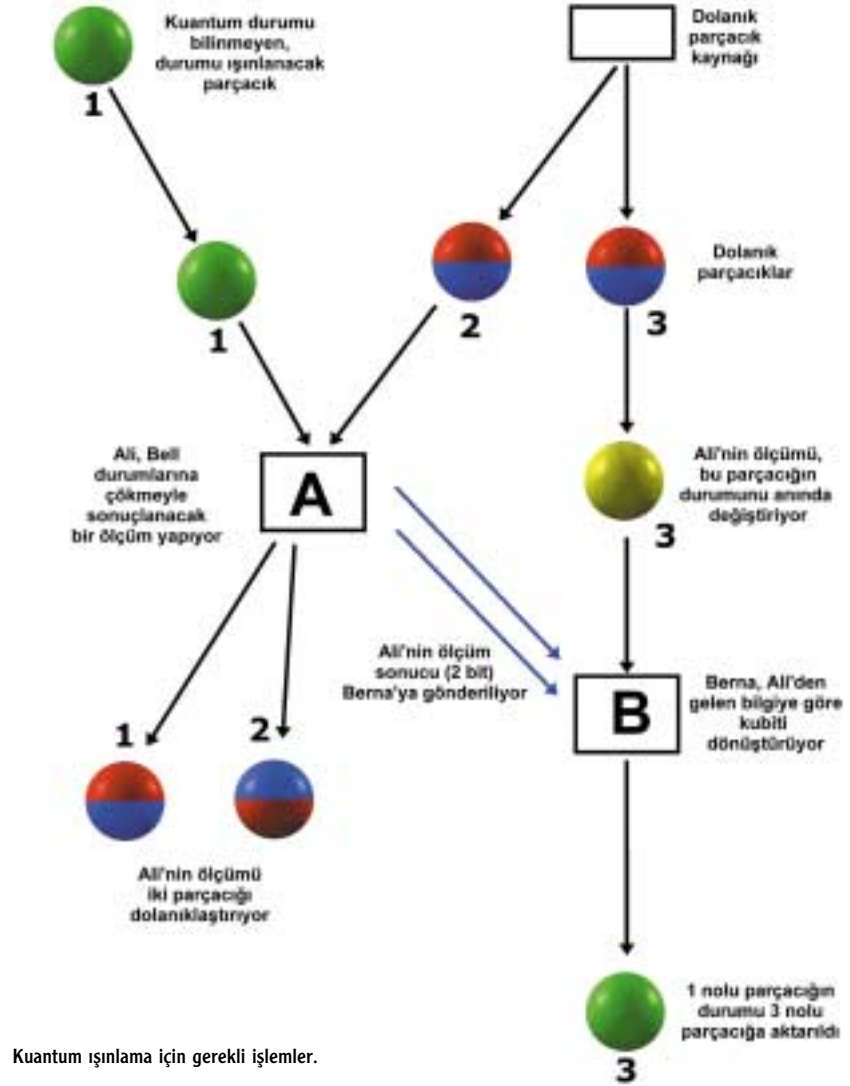 Kuantum durumu
bilinmeyen,
durumu ışınlanacak
parçacık
1
Dolanık
parçacık
kaynağı
1
2
3
Dolanık
parçacıklar
Ali, Bell
durumlarına
çökmeyle
sonuçlanacak
bir ölçüm yapıyor
A
Ali'nin ölçümü,
bu parçacığın
durumunu anında
değiştiriyor
3
Ali'nin ölçüm
sonucu (2 bit)
Berna'ya gönderiliyor
B
Berna, Ali'den
gelen bilgiye göre
kubiti
dönüştürüyor
1
2
Ali'nin ölçümü
iki parçacığı
dolanıklaştırıyor
1 nolu parçacığın
durumu 3 nolu
parçacığa aktarıldı
3
Kuantum ışınlama için gerekli işlemler.